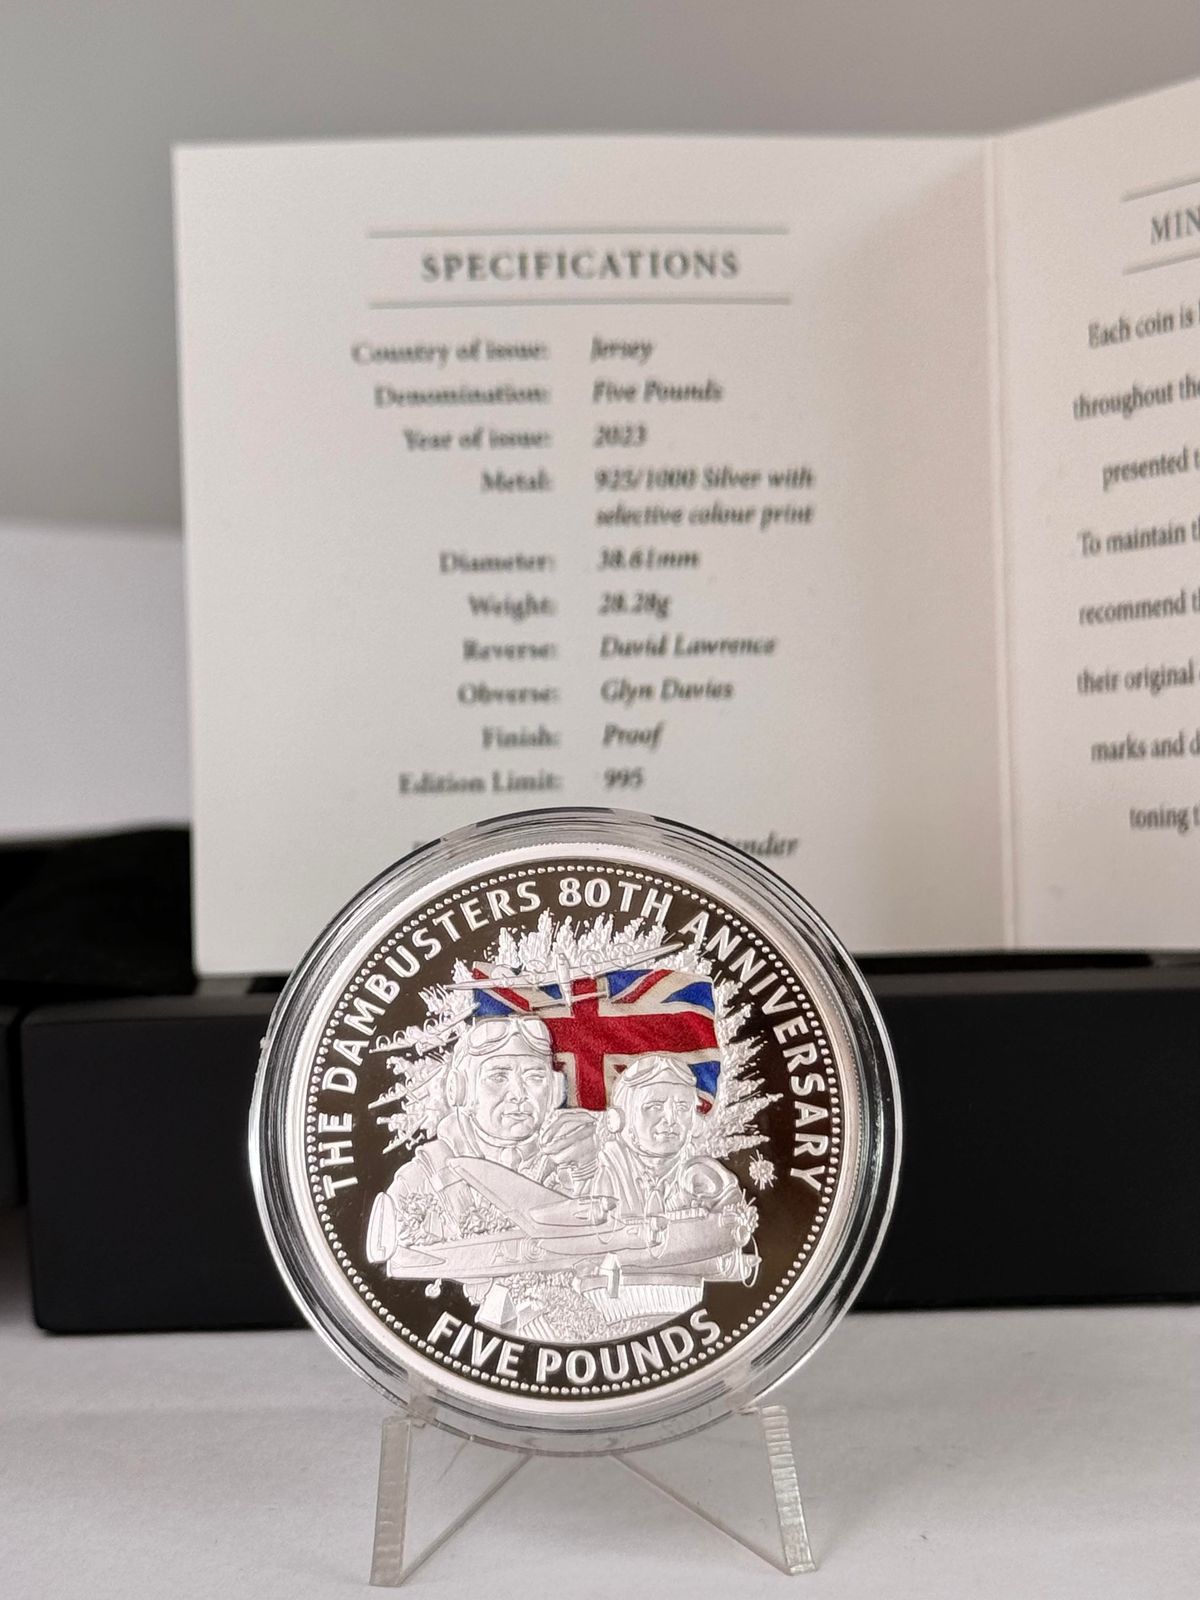 SPECIFICATIONS
Country of issue: Jersey
Denomination: Five Pounds
Year of issue: 2023
Metal: 925/1000 Silver with
selective colour print
Diameter: 38.61mm
Weight: 28.28g
Reverse: David Lawrence
Obverse: Glyn Davies
Finish: Proof
Edition Limit: 995
under
MIN
Each coin is
throughout the
presented
To maintain
recommend
their original
marks and
toning
THE DAMBUSTERS 80TH ANNIVERSARY
AJG
FIVE POUNDS